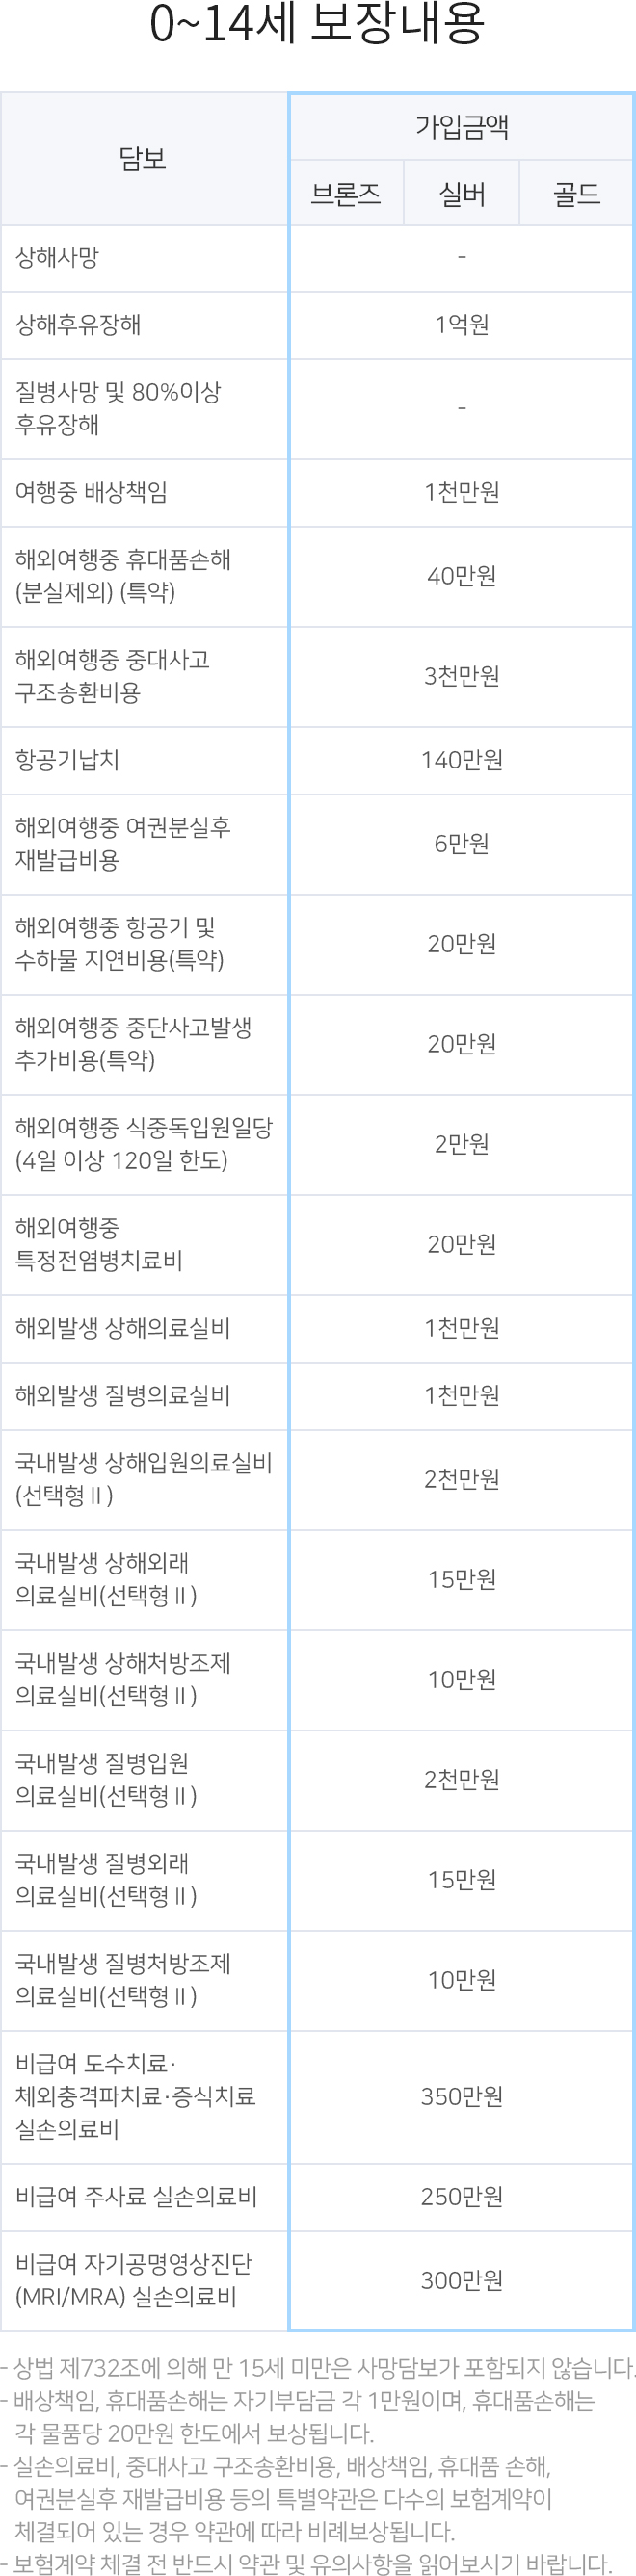 0~14세 보장내용
담보
가입금액
브론즈 실버 골드
상해사망 -
상해후유장해 1억원
질병사망 및 80%이상
후유장해
-
여행중 배상책임 1천만원
해외여행중 휴대품손해
(분실제외) (특약)
40만원
해외여행중 중대사고
구조송환비용
3천만원
항공기납치 140만원
해외여행중 여권분실후
재발급비용
6만원
해외여행중 항공기 및
수하물 지연비용(특약)
20만원
해외여행중 중단사고발생
추가비용(특약)
20만원
해외여행중 식중독입원일당
(4일 이상 120일 한도)
2만원
해외여행중
특정전염병치료비
20만원
해외발생 상해의료실비 1천만원
해외발생 질병의료실비 1천만원
국내발생 상해입원의료실비
(선택형Ⅱ)
2천만원
국내발생 상해외래
의료실비(선택형Ⅱ)
15만원
국내발생 상해처방조제
의료실비(선택형Ⅱ)
10만원
국내발생 질병입원
의료실비(선택형Ⅱ)
2천만원
국내발생 질병외래
의료실비(선택형Ⅱ)
15만원
국내발생 질병처방조제
의료실비(선택형Ⅱ)
10만원
비급여 도수치료·
체외충격파치료·증식치료
실손의료비
350만원
비급여 주사료 실손의료비 250만원
비급여 자기공명영상진단
(MRI/MRA) 실손의료비
300만원
- 상법 제732조에 의해 만 15세 미만은 사망담보가 포함되지 않습니다.
- 배상책임, 휴대품손해는 자기부담금 각 1만원이며, 휴대품손해는
각 물품당 20만원 한도에서 보상됩니다.
- 실손의료비, 중대사고 구조송환비용, 배상책임, 휴대품 손해,
여권분실후 재발급비용 등의 특별약관은 다수의 보험계약이
체결되어 있는 경우 약관에 따라 비례보상됩니다.
- 보험계약 체결 전 반드시 약관 및 유의사항을 읽어보시기 바랍니다.